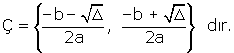 Ç = { (-b - √Δ)/2a , (-b + √Δ)/2a } dır.